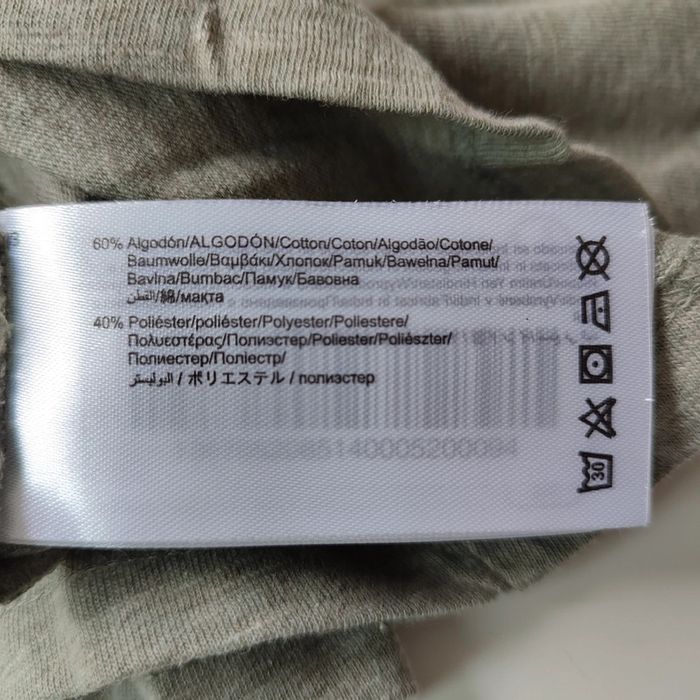 60% Algodón/ALGODÓN/Cotton/Coton/Algodão/Cotone/
Baumwolle/Βαμβάκι/Хлопок/Pamuk/Bawełna/Pamut/
Bavlna/Bumbac/Памук/Бавовна
القطن/綿/мақта
40% Poliéster/poliéster/Polyester/Poliestere/
Πολυεστέρας/Полиэстер/Poliester/Poliészter/
Полиестер/Поліестр/
البوليستر / ポリエステル / полиэстер
30